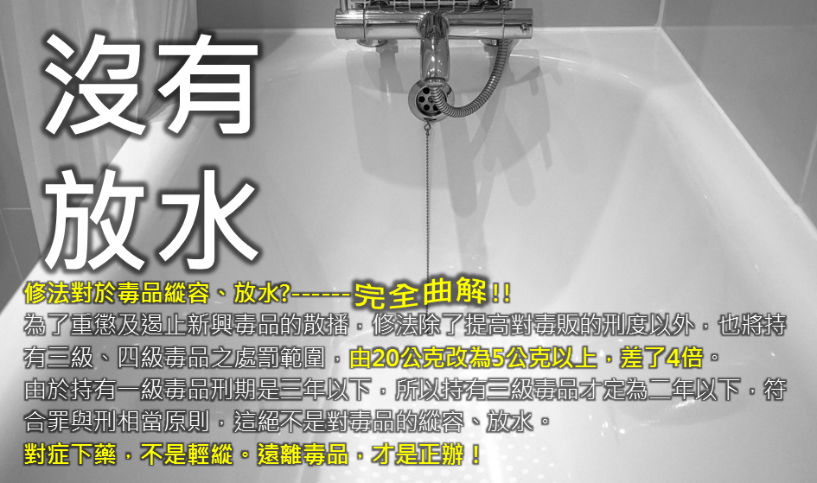 沒有
放水
修法對於毒品縱容、放水?------完全曲解!!
為了重懲及遏止新興毒品的散播，修法除了提高對毒販的刑度以外，也將持
有三級、四級毒品之處罰範圍，由20公克改為5公克以上，差了4倍。
由於持有一級毒品刑期是三年以下，所以持有三級毒品才定為二年以下，符
合罪與刑相當原則，這絕不是對毒品的縱容、放水。
對症下藥，不是輕縱。遠離毒品，才是正辦！